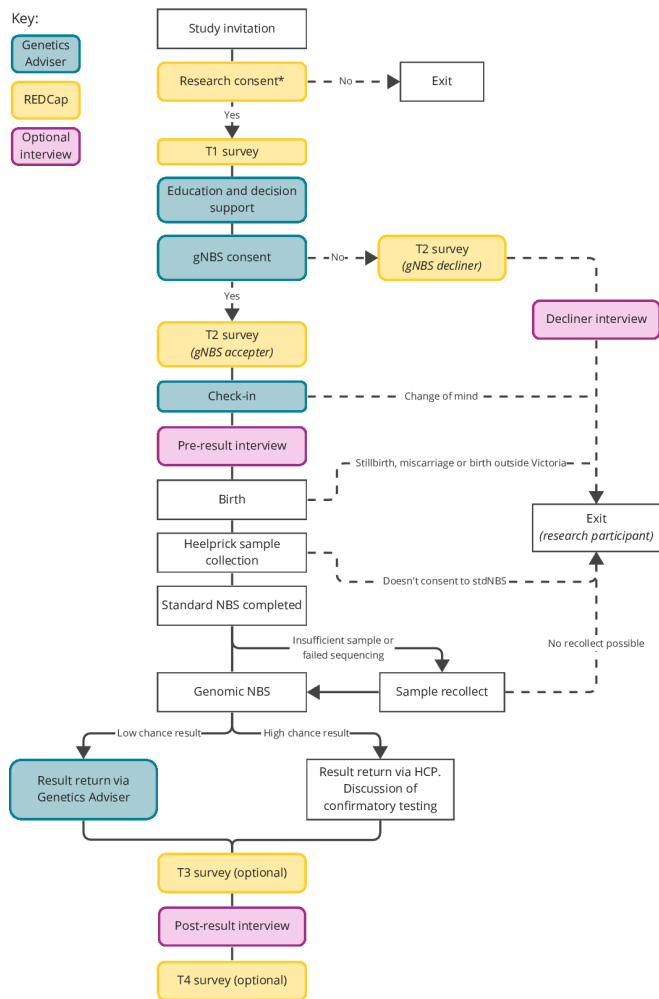 Key:
Genetics
Adviser
REDCap
Optional
interview
Study invitation
Research consent*
No
Exit
Yes
T1 survey
Education and decision
support
gNBS consent
No
T2 survey
(gNBS decliner)
Yes
Decliner interview
T2 survey
(gNBS accepter)
Check-in
Change of mind
Pre-result interview
Stillbirth, miscarriage or birth outside Victoria
Birth
Exit
(research participant)
Heelprick sample
collection
Doesn't consent to stdNBS
Standard NBS completed
Insufficient sample or
failed sequencing
No recollect possible
Genomic NBS
Sample recollect
Low chance result
High chance result
Result return via
Genetics Adviser
Result return via HCP.
Discussion of
confirmatory testing
T3 survey (optional)
Post-result interview
T4 survey (optional)